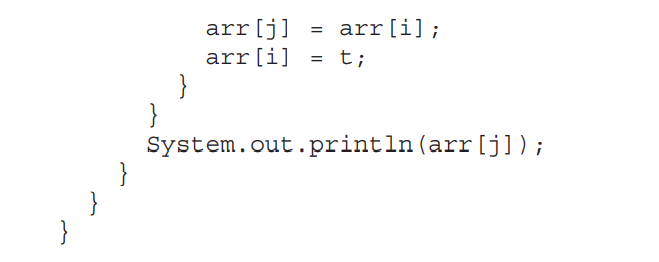 arr[j] = arr[i];
arr[i] = t;
}
}
System.out.println(arr[j]);
}
}
}